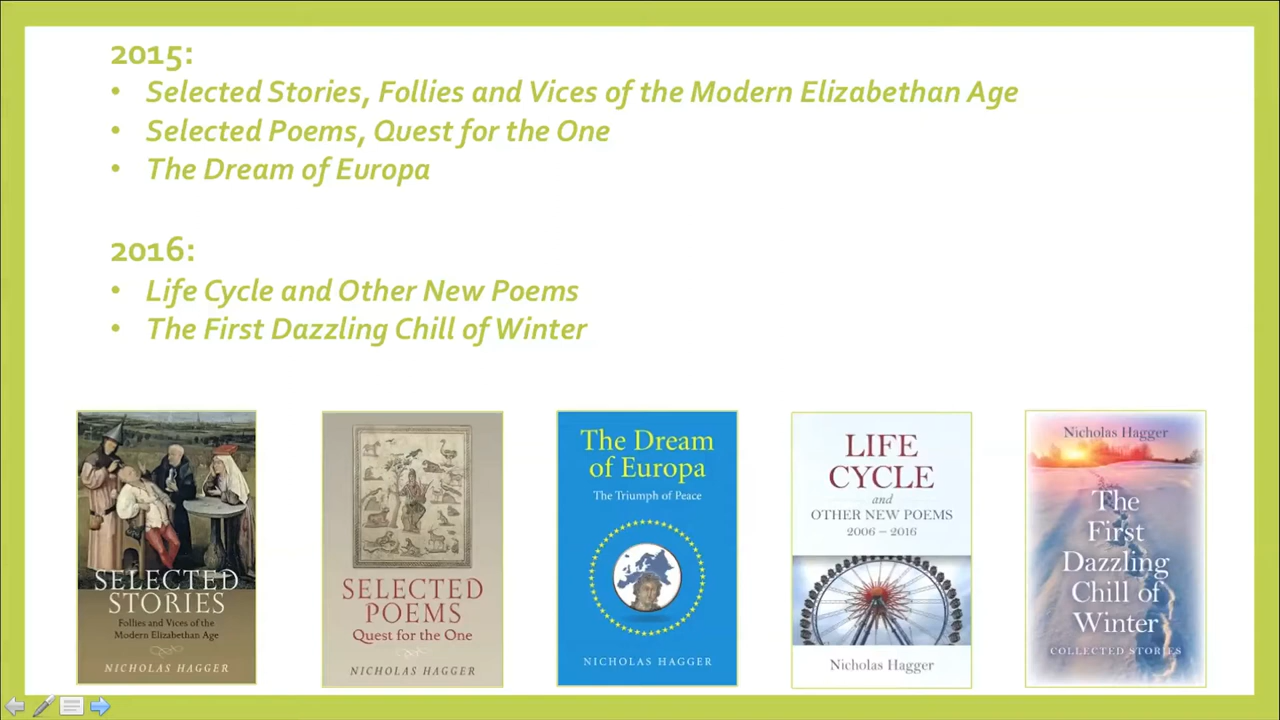 2015:
• Selected Stories, Follies and Vices of the Modern Elizabethan Age
• Selected Poems, Quest for the One
• The Dream of Europa
2016:
• Life Cycle and Other New Poems
• The First Dazzling Chill of Winter
SELECTED
STORIES
Follies and Vices of the
Modern Elizabethan Age
NICHOLAS HAGGER
SELECTED
POEMS
Quest for the One
NICHOLAS HAGGER
The Dream
of Europa
The Triumph of Peace
NICHOLAS HAGGER
LIFE
CYCLE
and
OTHER NEW POEMS
2006 – 2016
Nicholas Hagger
Nicholas Hagger
The
First
Dazzling
Chill of
Winter
COLLECTED STORIES